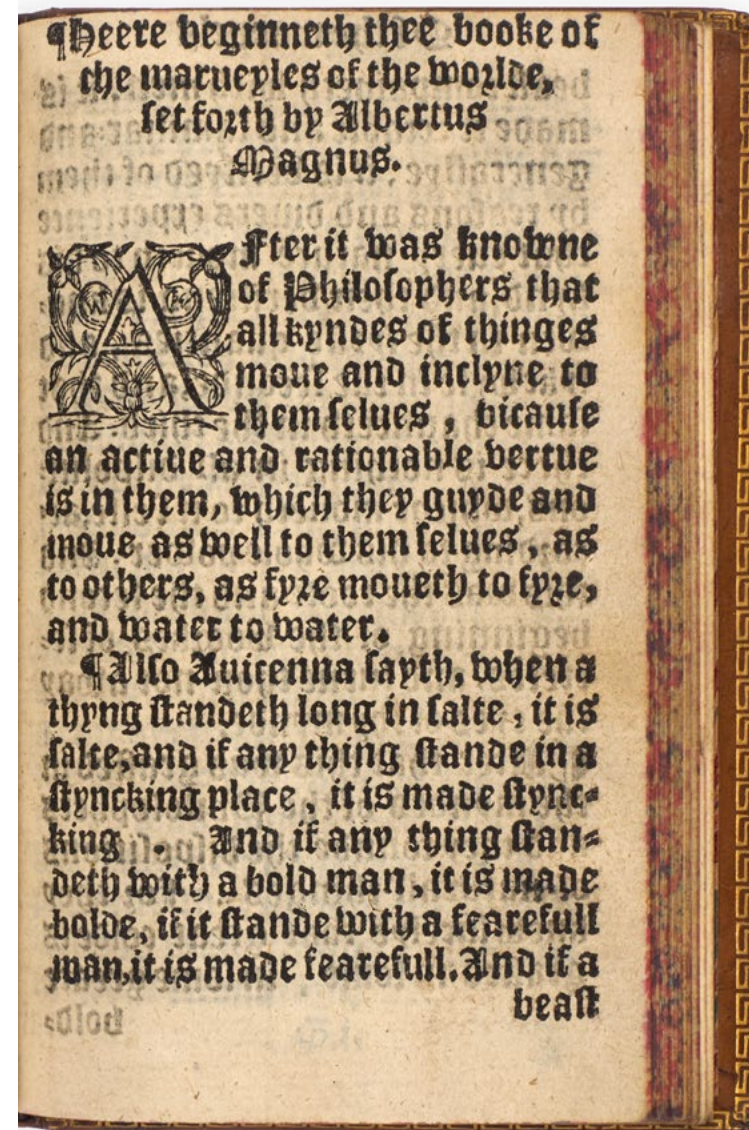 ¶Heere beginneth thee booke of
the marueyles of the worlde,
set forth by Albertus
Magnus.
After it was knowne
of Philosophers that
all kyndes of thinges
moue and inclyne to
them selues , bicause
an actiue and rationable vertue
is in them, which they guyde and
moue as well to them selues, as
to others, as fyre moueth to fyre,
and water to water.
¶Also Auicenna sayth, when a
thyng standeth long in salte , it is
salte,and if any thing stande in a
styncking place , it is made stync-
king . And if any thing stan-
deth with a bold man, it is made
bolde, if it stande with a fearefull
man,it is made fearefull.And if a
beast